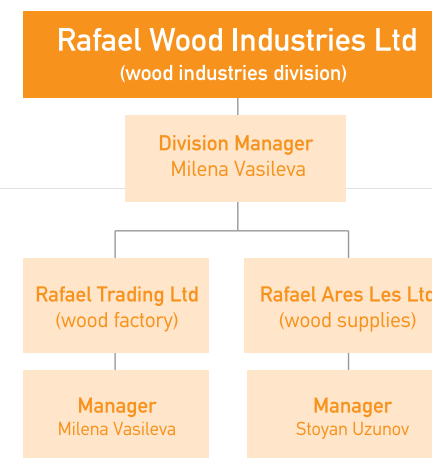 Rafael Wood Industries Ltd
(wood industries division)
Division Manager
Milena Vasileva
Rafael Trading Ltd
(wood factory)
Rafael Ares Les Ltd
(wood supplies)
Manager
Milena Vasileva
Manager
Stoyan Uzunov